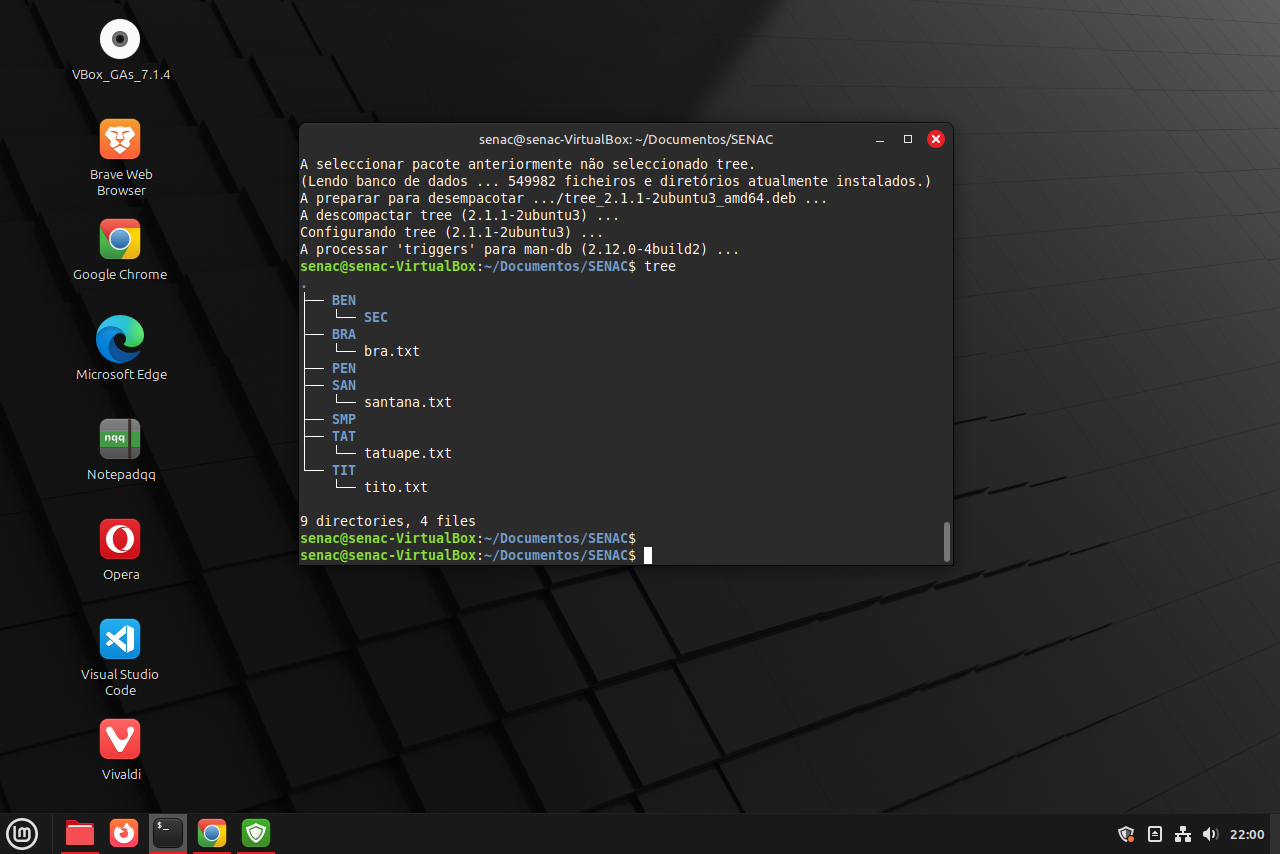 VBox_GAs_7.1.4
Brave Web
Browser
Google Chrome
Microsoft Edge
nqq
Notepadqq
Opera
Visual Studio
Code
Vivaldi
senac@senac-VirtualBox: ~/Documentos/SENAC
A seleccionar pacote anteriormente não seleccionado tree.
(Lendo banco de dados ... 549982 ficheiros e diretórios atualmente instalados.)
A preparar para desempacotar .../tree_2.1.1-2ubuntu3_amd64.deb ...
A descompactar tree (2.1.1-2ubuntu3) ...
Configurando tree (2.1.1-2ubuntu3) ...
A processar 'triggers' para man-db (2.12.0-4build2) ...
senac@senac-VirtualBox:~/Documentos/SENAC$ tree
.
├── BEN
│   └── SEC
├── BRA
│   └── bra.txt
├── PEN
├── SAN
│   └── santana.txt
├── SMP
├── TAT
│   └── tatuape.txt
└── TIT
    └── tito.txt
9 directories, 4 files
senac@senac-VirtualBox:~/Documentos/SENAC$
senac@senac-VirtualBox:~/Documentos/SENAC$
$_
22:00